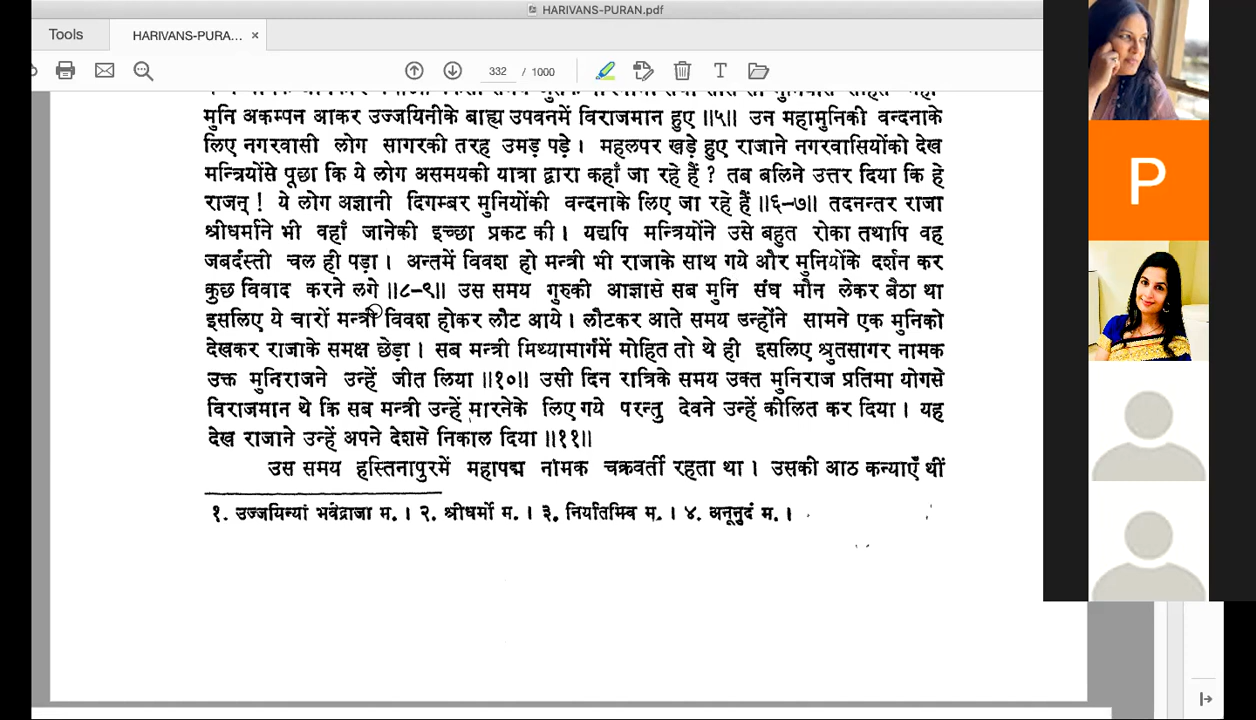 HARIVANS-PURAN.pdf
Tools
HARIVANS-PURA... ×
332 / 1000
मुनि अकम्पन आकर उज्जयिनीके बाह्य उपवनमें विराजमान हुए ॥५॥ उन महामुनिकी वन्दनाके
लिए नगरवासी लोग सागरकी तरह उमड़ पड़े । महलपर खड़े हुए राजाने नगरवासियोंको देख
मन्त्रियोंसे पूछा कि ये लोग असमयकी यात्रा द्वारा कहाँ जा रहे हैं ? तब बलिने उत्तर दिया कि हे
राजन् ! ये लोग अज्ञानी दिगम्बर मुनियोंकी वन्दनाके लिए जा रहे हैं ॥६-७॥ तदनन्तर राजा
श्रीधर्माने भी वहाँ जानेकी इच्छा प्रकट की । यद्यपि मन्त्रियोंने उसे बहुत रोका तथापि वह
जबर्दस्ती चल ही पड़ा । अन्तमें विवश हो मन्त्री भी राजाके साथ गये और मुनियोंके दर्शन कर
कुछ विवाद करने लगे ॥८-९॥ उस समय गुरुकी आज्ञासे सब मुनि संघ मौन लेकर बैठा था
इसलिए ये चारों मन्त्री विवश होकर लौट आये । लौटकर आते समय उन्होंने सामने एक मुनिको
देखकर राजाके समक्ष छेड़ा । सब मन्त्री मिथ्यामार्गमें मोहित तो थे ही इसलिए श्रुतसागर नामक
उक्त मुनिराजने उन्हें जीत लिया ॥१०॥ उसी दिन रात्रिके समय उक्त मुनिराज प्रतिमा योगसे
विराजमान थे कि सब मन्त्री उन्हें मारनेके लिए गये परन्तु देवने उन्हें कीलित कर दिया । यह
देख राजाने उन्हें अपने देशसे निकाल दिया ॥११॥
उस समय हस्तिनापुरमें महापद्म नामक चक्रवर्ती रहता था । उसकी आठ कन्याएँ थीं
१. उज्जयिन्यां भवेद्राजा म. । २. श्रीधर्मो म. । ३. निर्यातमिव म. । ४. अनूनुदं म. ।
P